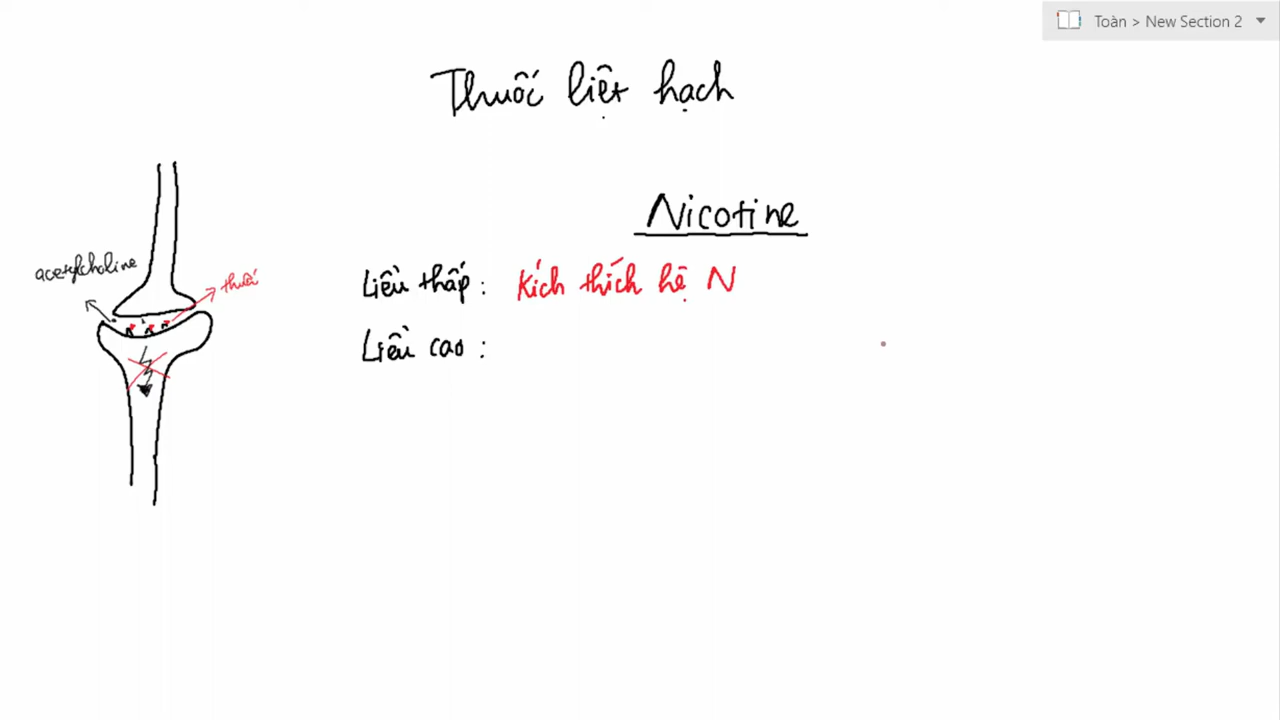 Toàn > New Section 2
Thuốc liệt hạch
Nicotine
acetylcholine
thuốc
Liều thấp : Kích thích hệ N
Liều cao :